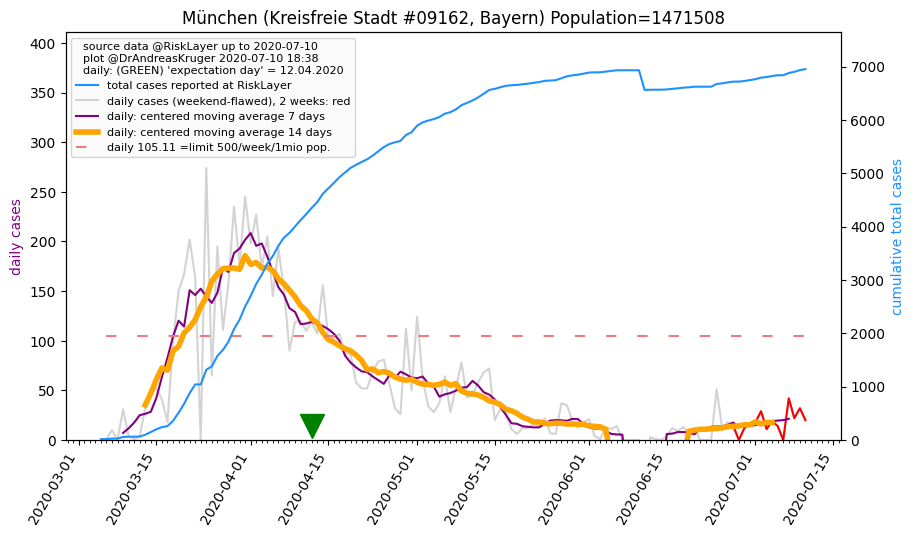 München (Kreisfreie Stadt #09162, Bayern) Population=1471508
source data @RiskLayer up to 2020-07-10
plot @DrAndreasKruger 2020-07-10 18:38
daily: (GREEN) 'expectation day' = 12.04.2020
total cases reported at RiskLayer
daily cases (weekend-flawed), 2 weeks: red
daily: centered moving average 7 days
daily: centered moving average 14 days
daily 105.11 =limit 500/week/1mio pop.
daily cases
400
350
300
250
200
150
100
50
0
cumulative total cases
7000
6000
5000
4000
3000
2000
1000
0
2020-03-01
2020-03-15
2020-04-01
2020-04-15
2020-05-01
2020-05-15
2020-06-01
2020-06-15
2020-07-01
2020-07-15